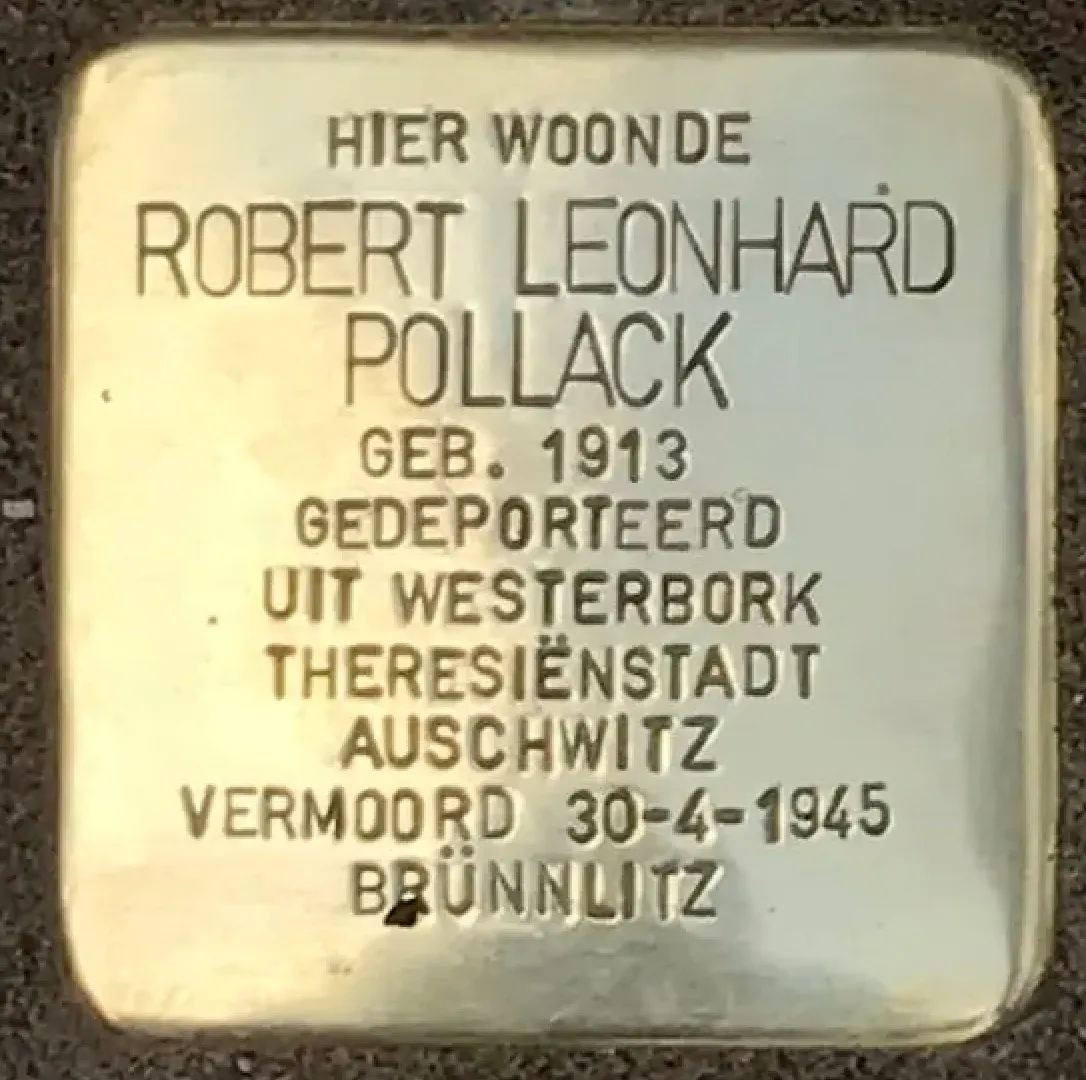 HIER WOONDE
ROBERT LEONHARD
POLLACK
GEB. 1913
GEDEPORTEERD
UIT WESTERBORK
THERESIËNSTADT
AUSCHWITZ
VERMOORD 30-4-1945
BRÜNNLITZ